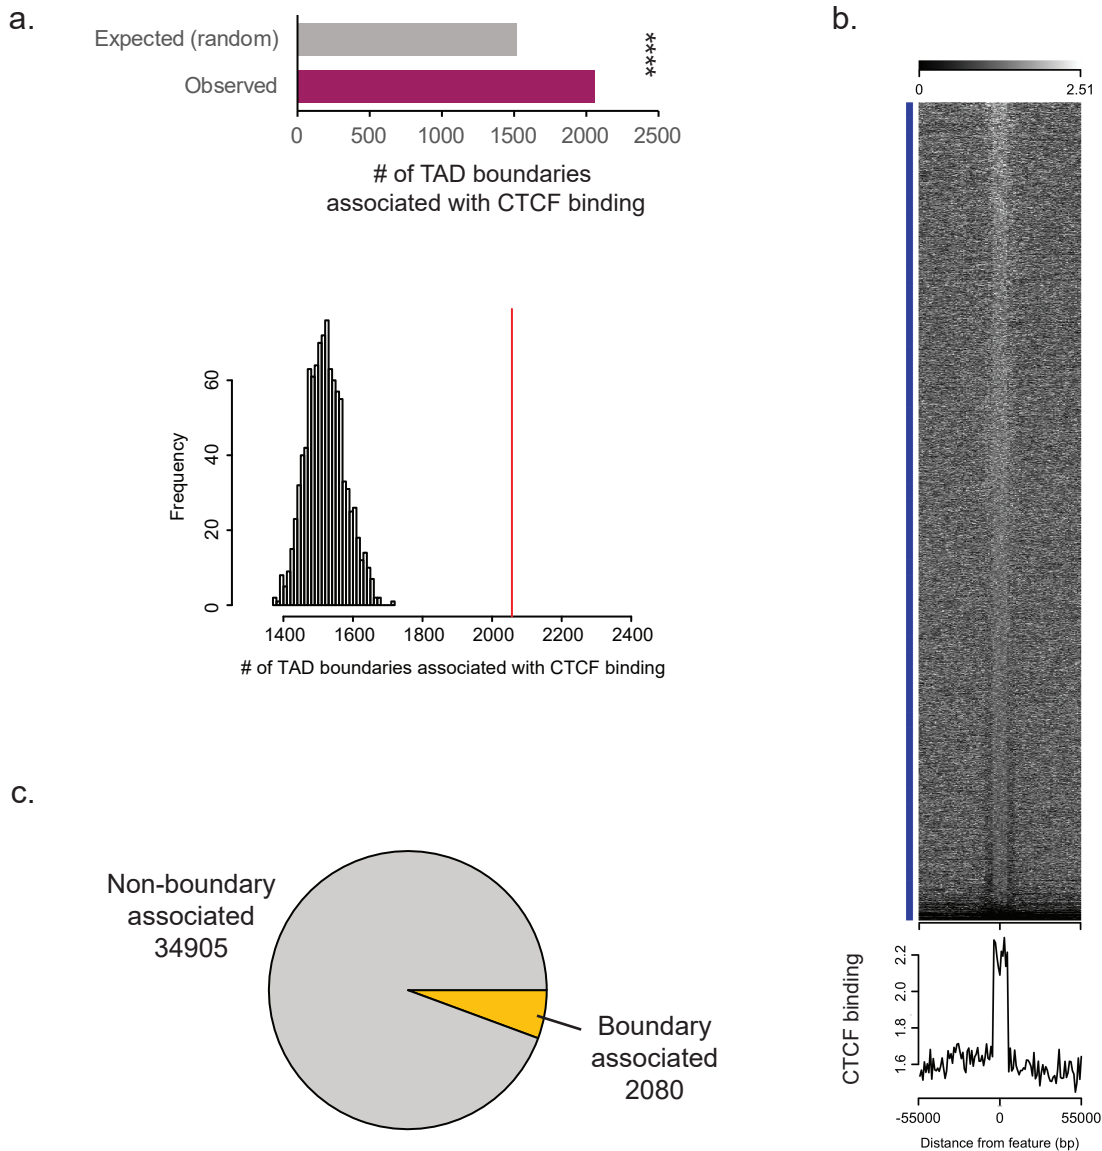 a.
Expected (random)
Observed
****
0 500 1000 1500 2000 2500
# of TAD boundaries
associated with CTCF binding
Frequency
60
40
20
0
1400 1600 1800 2000 2200 2400
# of TAD boundaries associated with CTCF binding
b.
0 2.51
CTCF binding
2.2
2.0
1.8
1.6
-55000 0 55000
Distance from feature (bp)
c.
Non-boundary
associated
34905
Boundary
associated
2080